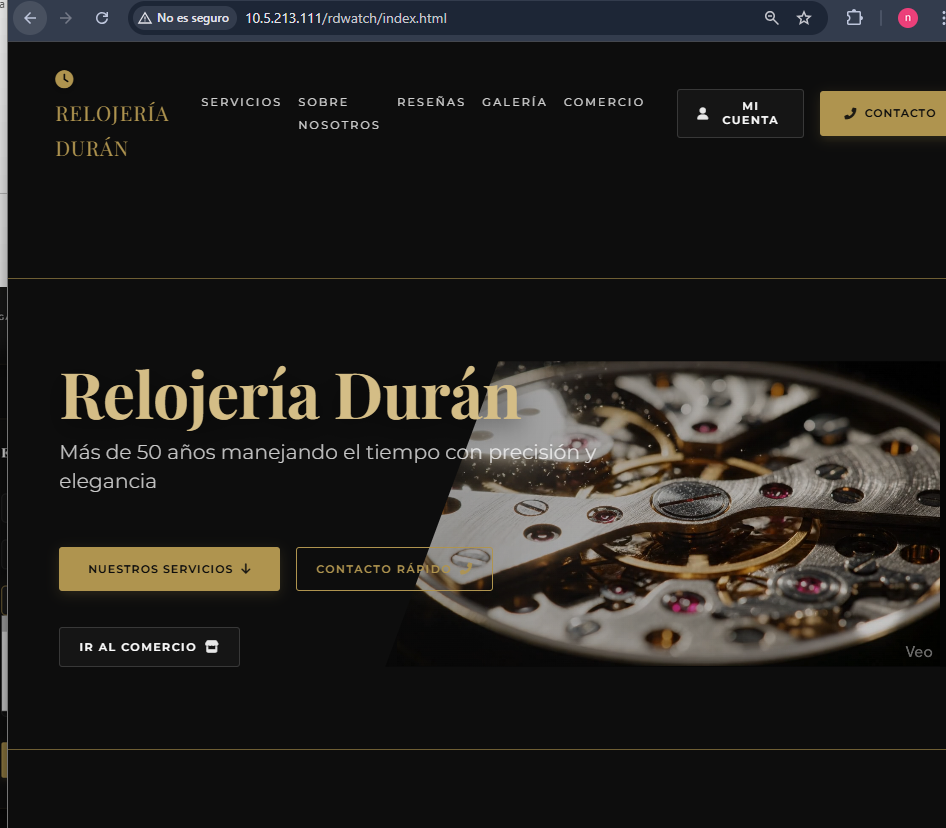 No es seguro
10.5.213.111/rdwatch/index.html
n
RELOJERÍA
DURÁN
SERVICIOS
SOBRE
NOSOTROS
RESEÑAS
GALERÍA
COMERCIO
MI
CUENTA
CONTACTO
Relojería Durán
Más de 50 años manejando el tiempo con precisión y
elegancia
NUESTROS SERVICIOS
CONTACTO RÁPIDO
IR AL COMERCIO
Veo